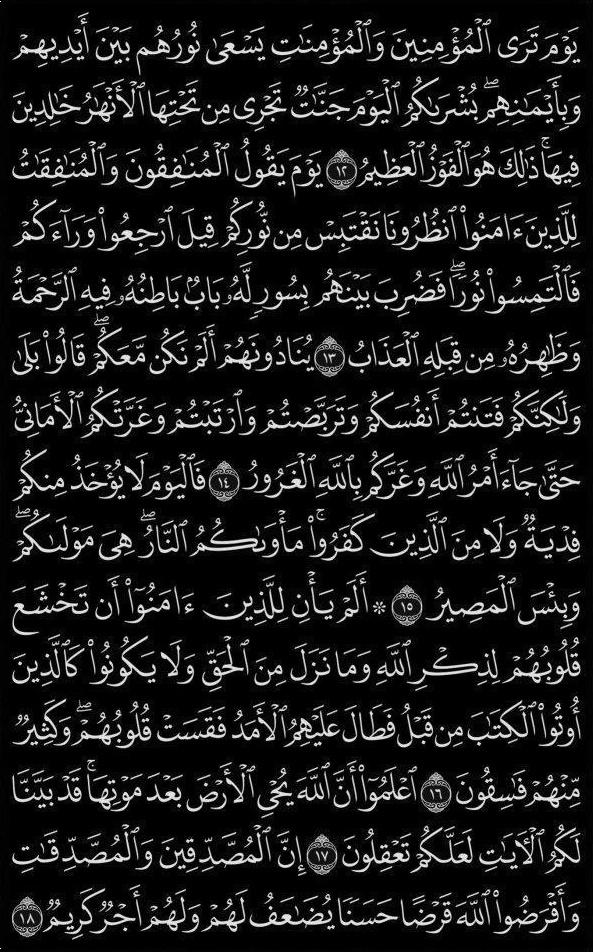 يَوْمَ تَرَى ٱلْمُؤْمِنِينَ وَٱلْمُؤْمِنَٰتِ يَسْعَىٰ نُورُهُم بَيْنَ أَيْدِيهِمْ
وَبِأَيْمَٰنِهِمۖ بُشْرَىٰكُمُ ٱلْيَوْمَ جَنَّٰتٌ تَجْرِى مِن تَحْتِهَا ٱلْأَنْهَٰرُ خَٰلِدِينَ
فِيهَاۚ ذَٰلِكَ هُوَ ٱلْفَوْزُ ٱلْعَظِيمُ ١٢ يَوْمَ يَقُولُ ٱلْمُنَٰفِقُونَ وَٱلْمُنَٰفِقَٰتُ
لِلَّذِينَ ءَامَنُوا۟ ٱنظُرُونَا نَقْتَبِسْ مِن نُّورِكُمْ قِيلَ ٱرْجِعُوا۟ وَرَآءَكُمْ
فَٱلْتَمِسُوا۟ نُورًاۖ فَضُرِبَ بَيْنَهُم بِسُورٍ لَّهُۥ بَابٌۢ بَاطِنُهُۥ فِيهِ ٱلرَّحْمَةُ
وَظَٰهِرُهُۥ مِن قِبَلِهِ ٱلْعَذَابُ ١٣ يُنَادُونَهُمْ أَلَمْ نَكُن مَّعَكُمْۖ قَالُوا۟ بَلَىٰ
وَلَٰكِنَّكُمْ فَتَنتُمْ أَنفُسَكُمْ وَتَرَبَّصْتُمْ وَٱرْتَبْتُمْ وَغَرَّتْكُمُ ٱلْأَمَانِىُّ
حَتَّىٰ جَآءَ أَمْرُ ٱللَّهِ وَغَرَّكُم بِٱللَّهِ ٱلْغَرُورُ ١٤ فَٱلْيَوْمَ لَا يُؤْخَذُ مِنكُمْ
فِدْيَةٌ وَلَا مِنَ ٱلَّذِينَ كَفَرُوا۟ۚ مَأْوَىٰكُمُ ٱلنَّارُۖ هِىَ مَوْلَىٰكُمْۖ
وَبِئْسَ ٱلْمَصِيرُ ١٥ ۞ أَلَمْ يَأْنِ لِلَّذِينَ ءَامَنُوٓا۟ أَن تَخْشَعَ
قُلُوبُهُمْ لِذِكْرِ ٱللَّهِ وَمَا نَزَلَ مِنَ ٱلْحَقِّ وَلَا يَكُونُوا۟ كَٱلَّذِينَ
أُوتُوا۟ ٱلْكِتَٰبَ مِن قَبْلُ فَطَالَ عَلَيْهِمُ ٱلْأَمَدُ فَقَسَتْ قُلُوبُهُمْۖ وَكَثِيرٌ
مِّنْهُمْ فَٰسِقُونَ ١٦ ٱعْلَمُوٓا۟ أَنَّ ٱللَّهَ يُحْىِ ٱلْأَرْضَ بَعْدَ مَوْتِهَاۚ قَدْ بَيَّنَّا
لَكُمُ ٱلْءَايَٰتِ لَعَلَّكُمْ تَعْقِلُونَ ١٧ إِنَّ ٱلْمُصَّدِّقِينَ وَٱلْمُصَّدِّقَٰتِ
وَأَقْرَضُوا۟ ٱللَّهَ قَرْضًا حَسَنًا يُضَٰعَفُ لَهُمْ وَلَهُمْ أَجْرٌ كَرِيمٌ ١٨